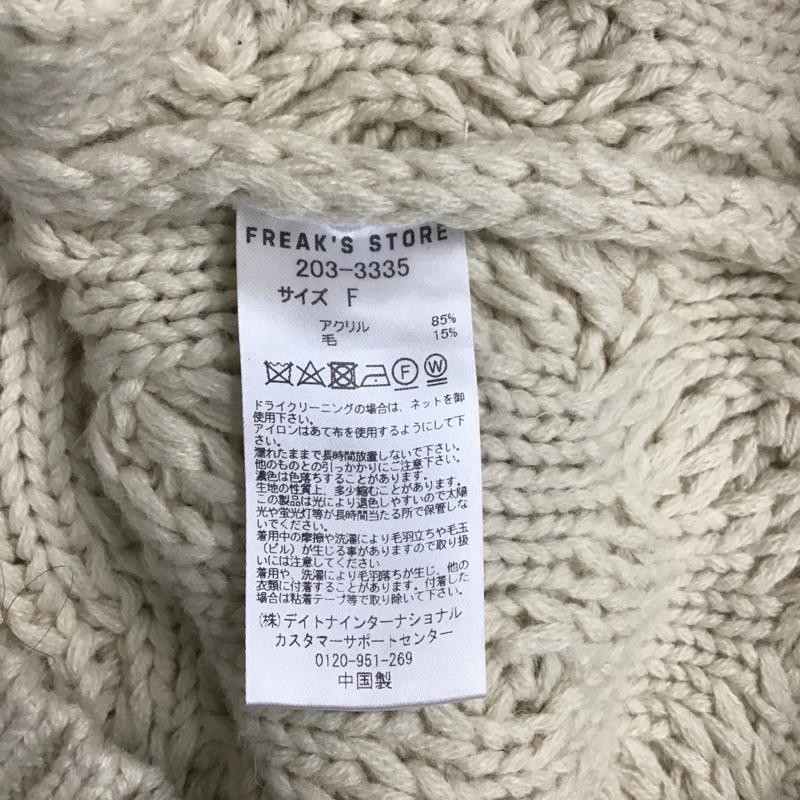 FREAK'S STORE
203-3335
サイズ F
アクリル 85%
毛 15%
F W
ドライクリーニングの場合は、ネットを御
使用下さい。
アイロンはあて布を使用するようにして下
さい。
濡れたままで長時間放置しないで下さい。
他のものとの引っかかりにご注意下さい。
濃色は色落ちすることがあります。
生地の性質上、多少縮むことがあります。
この製品は光により退色しやすいので太陽
光や蛍光灯等が長時間当たる所で保管しな
いでください。
着用中の摩擦や洗濯により毛羽立ちや毛玉
(ピル)が生じる事がありますので取り扱
いには注意してください
着用や、洗濯により毛羽落ちが生じ、他の
衣類に付着することがあります。付着した
場合は粘着テープ等で取り除いて下さい。
(株)デイトナインターナショナル
カスタマーサポートセンター
0120-951-269
中国製